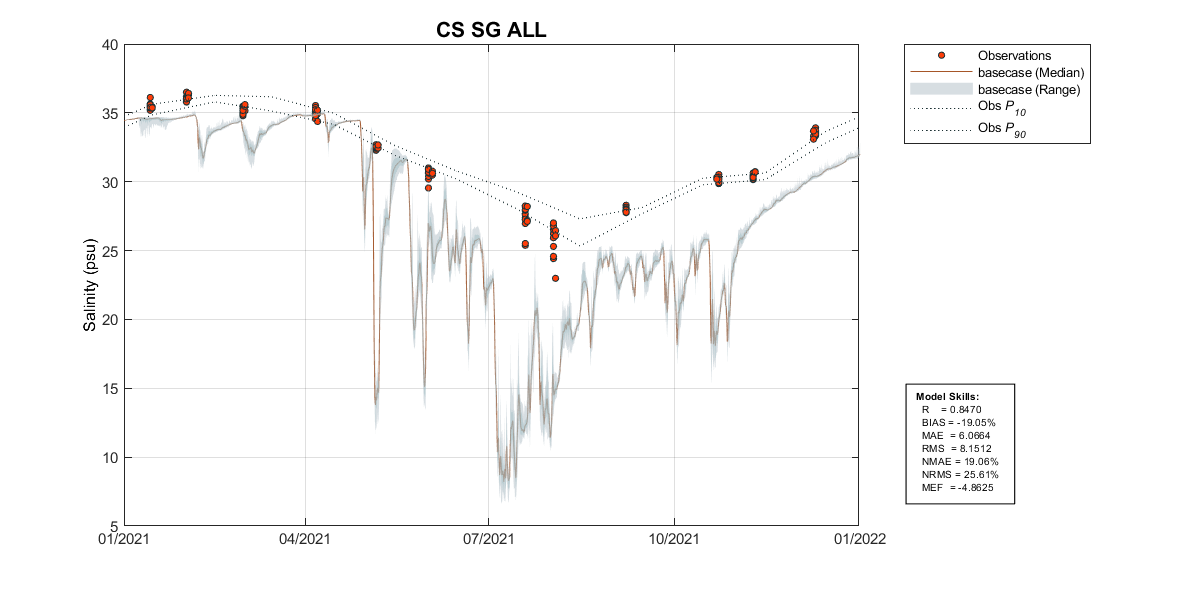 CS SG ALL
Salinity (psu)
40
35
30
25
20
15
10
5
01/2021
04/2021
07/2021
10/2021
01/2022
Observations
basecase (Median)
basecase (Range)
Obs P10
Obs P90
Model Skills:
R = 0.8470
BIAS = -19.05%
MAE = 6.0664
RMS = 8.1512
NMAE = 19.06%
NRMS = 25.61%
MEF = -4.8625